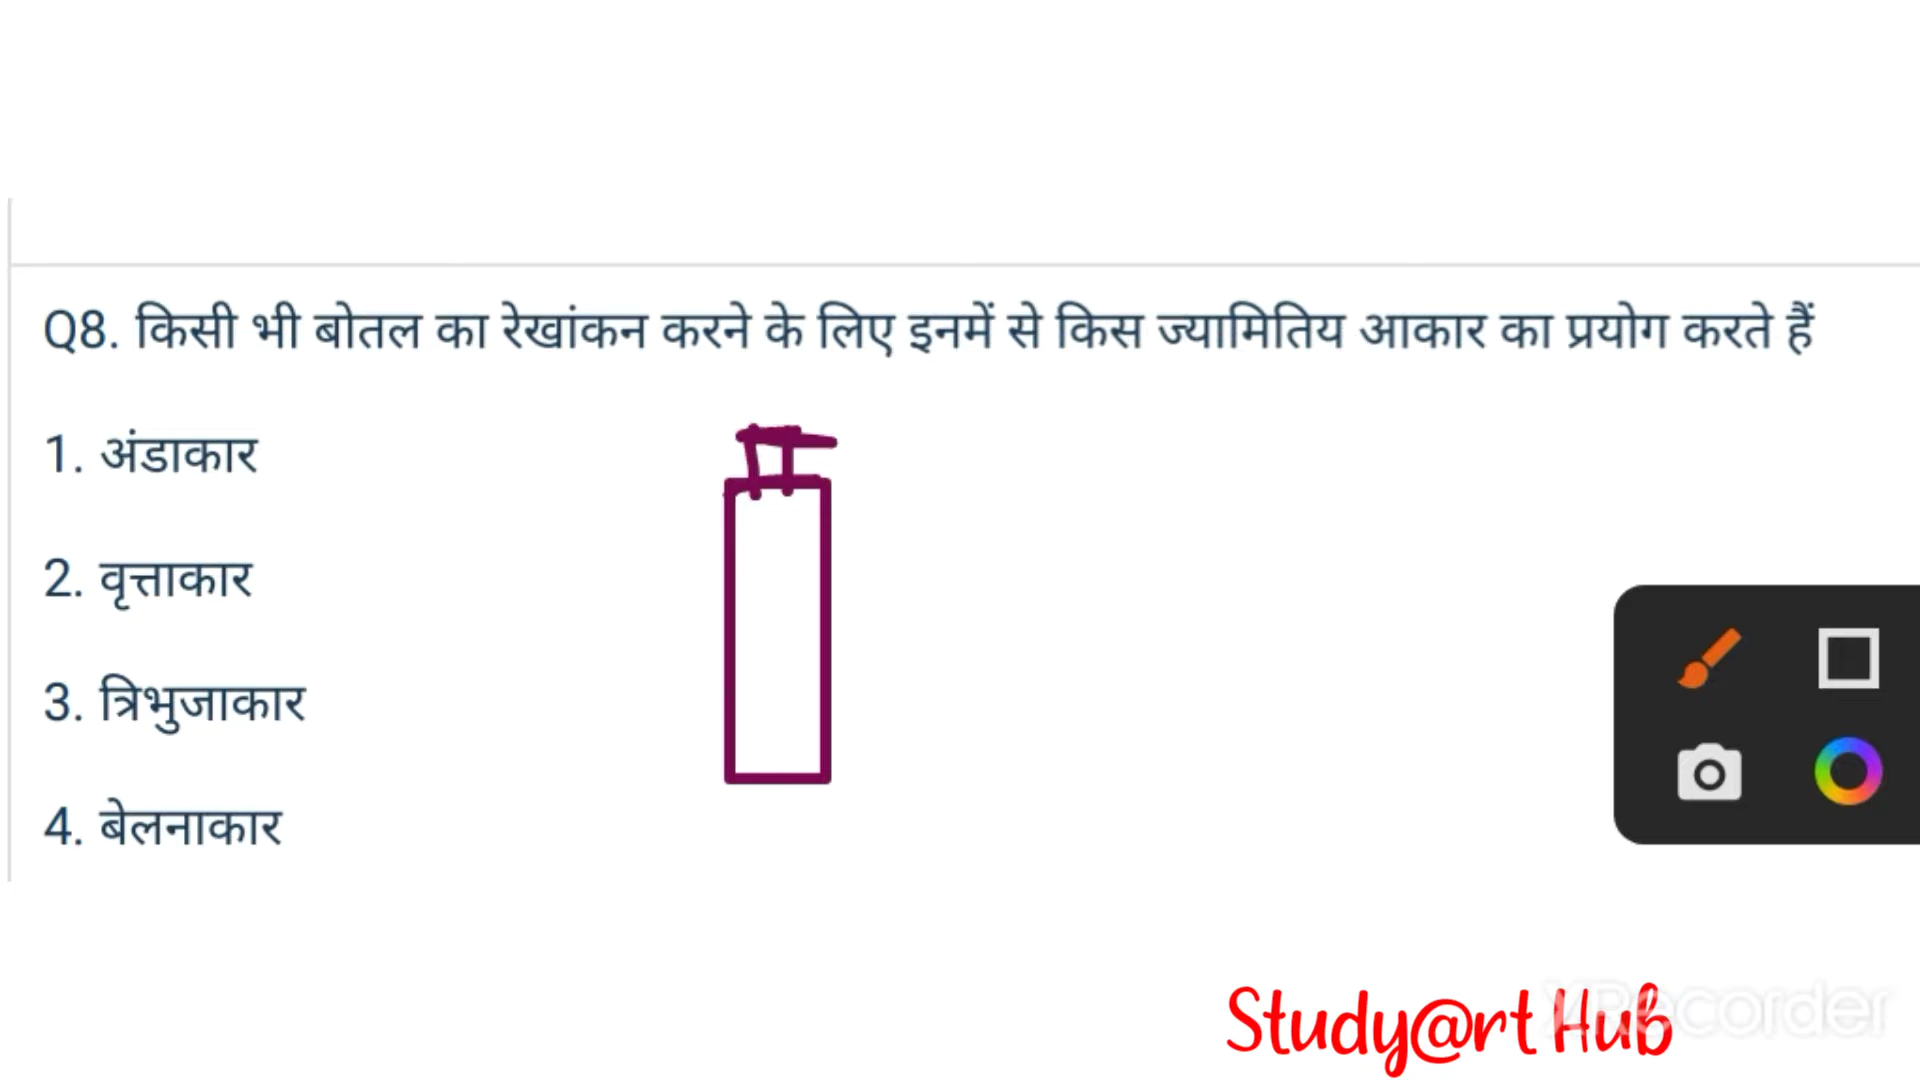 Q8. किसी भी बोतल का रेखांकन करने के लिए इनमें से किस ज्यामितिय आकार का प्रयोग करते हैं
1. अंडाकार
2. वृत्ताकार
3. त्रिभुजाकार
4. बेलनाकार
Study@rt Hub
XRecorder